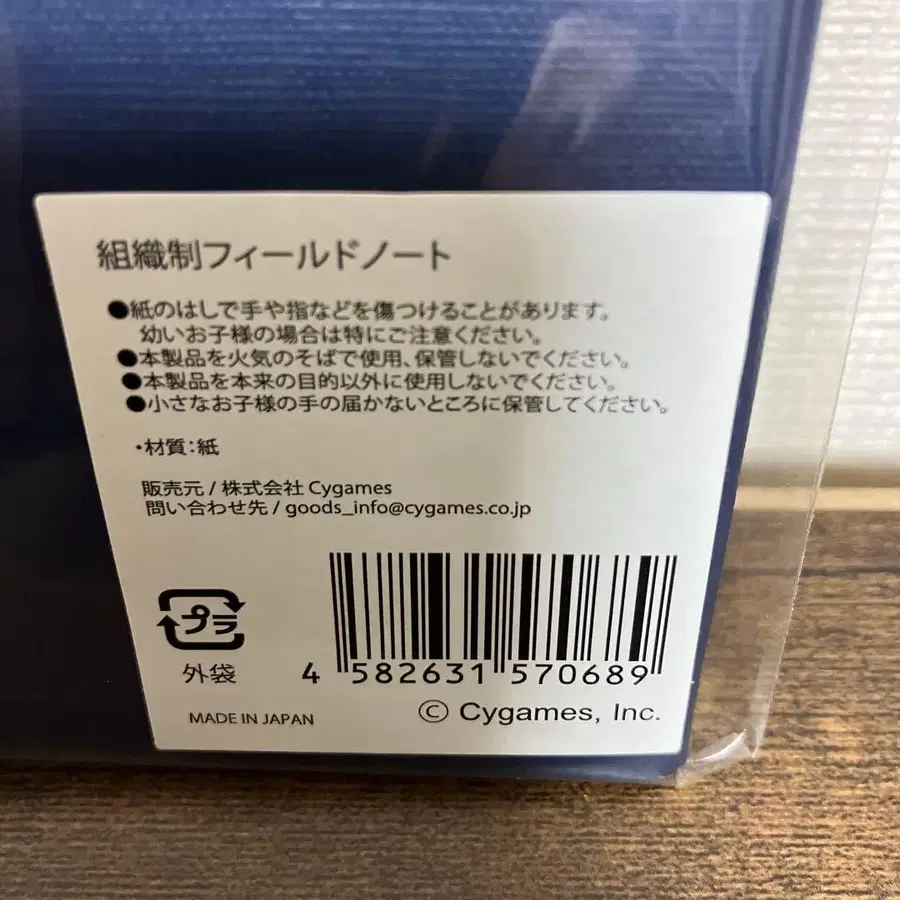 組織制フィールドノート
●紙のはしで手や指などを傷つけることがあります。
幼いお子様の場合は特にご注意ください。
●本製品を火気のそばで使用、保管しないでください。
●本製品を本来の目的以外に使用しないでください。
●小さなお子様の手の届かないところに保管してください。
・材質：紙
販売元 / 株式会社 Cygames
問い合わせ先 / goods_info@cygames.co.jp
プラ
外袋
4 582631 570689
MADE IN JAPAN
© Cygames, Inc.